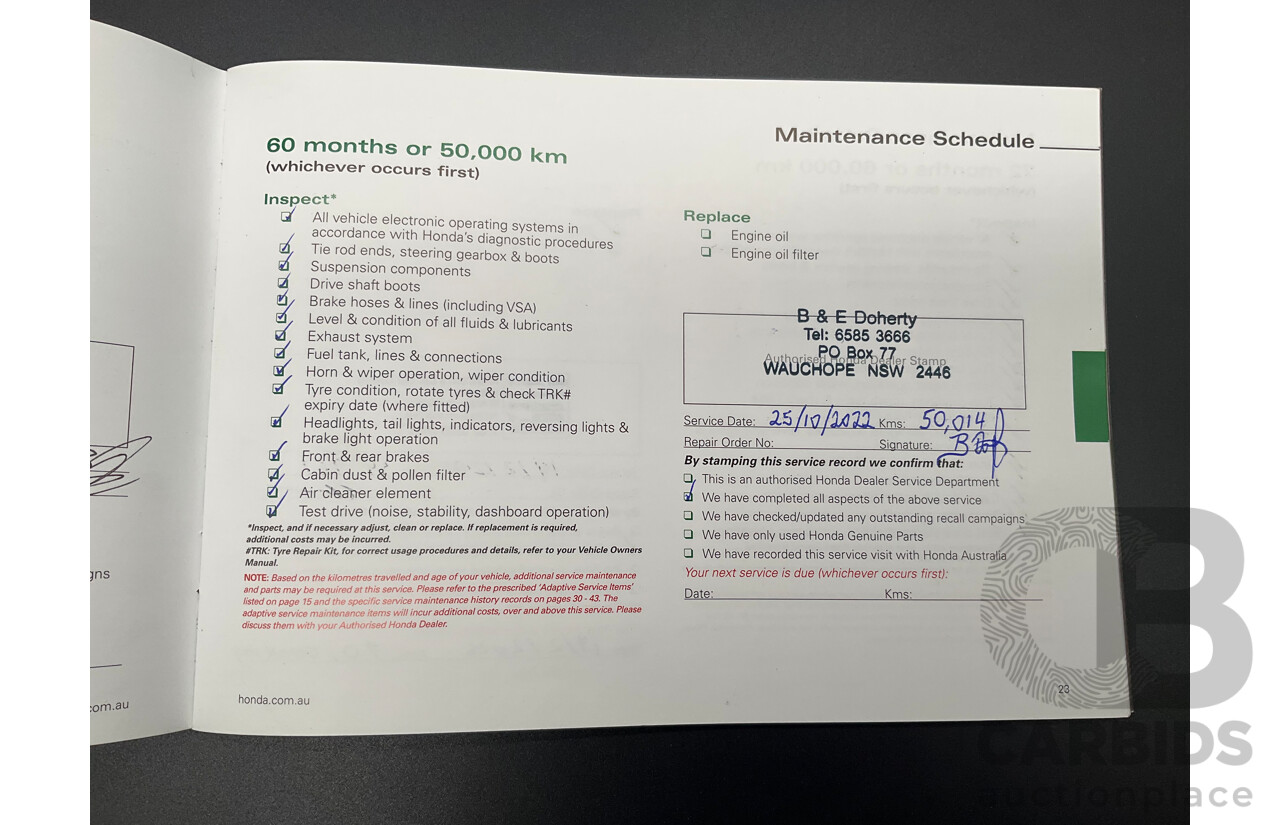 Maintenance Schedule
60 months or 50,000 km
(whichever occurs first)
Inspect*
All vehicle electronic operating systems in
accordance with Honda's diagnostic procedures
Tie rod ends, steering gearbox & boots
Suspension components
Drive shaft boots
Brake hoses & lines (including VSA)
Level & condition of all fluids & lubricants
Exhaust system
Fuel tank, lines & connections
Horn & wiper operation, wiper condition
Tyre condition, rotate tyres & check TRK#
expiry date (where fitted)
Headlights, tail lights, indicators, reversing lights &
brake light operation
Front & rear brakes
Cabin dust & pollen filter
Air cleaner element
Test drive (noise, stability, dashboard operation)
*Inspect, and if necessary adjust, clean or replace. If replacement is required,
additional costs may be incurred.
#TRK: Tyre Repair Kit, for correct usage procedures and details, refer to your Vehicle Owners
Manual.
NOTE: Based on the kilometres travelled and age of your vehicle, additional service maintenance
and parts may be required at this service. Please refer to the prescribed 'Adaptive Service Items'
listed on page 15 and the specific service maintenance history records on pages 30 - 43. The
adaptive service maintenance items will incur additional costs, over and above this service. Please
discuss them with your Authorised Honda Dealer.
honda.com.au
Replace
Engine oil
Engine oil filter
B & E Doherty
Tel: 6585 3666
PO Box 77
Authorised Honda Dealer Stamp
WAUCHOPE NSW 2446
Service Date: 25/10/2022 Kms: 50,014
Repair Order No: Signature:
By stamping this service record we confirm that:
This is an authorised Honda Dealer Service Department
We have completed all aspects of the above service
We have checked/updated any outstanding recall campaigns
We have only used Honda Genuine Parts
We have recorded this service visit with Honda Australia
Your next service is due (whichever occurs first):
Date: Kms:
23
gns
com.au
CARBIDS
auctionplace